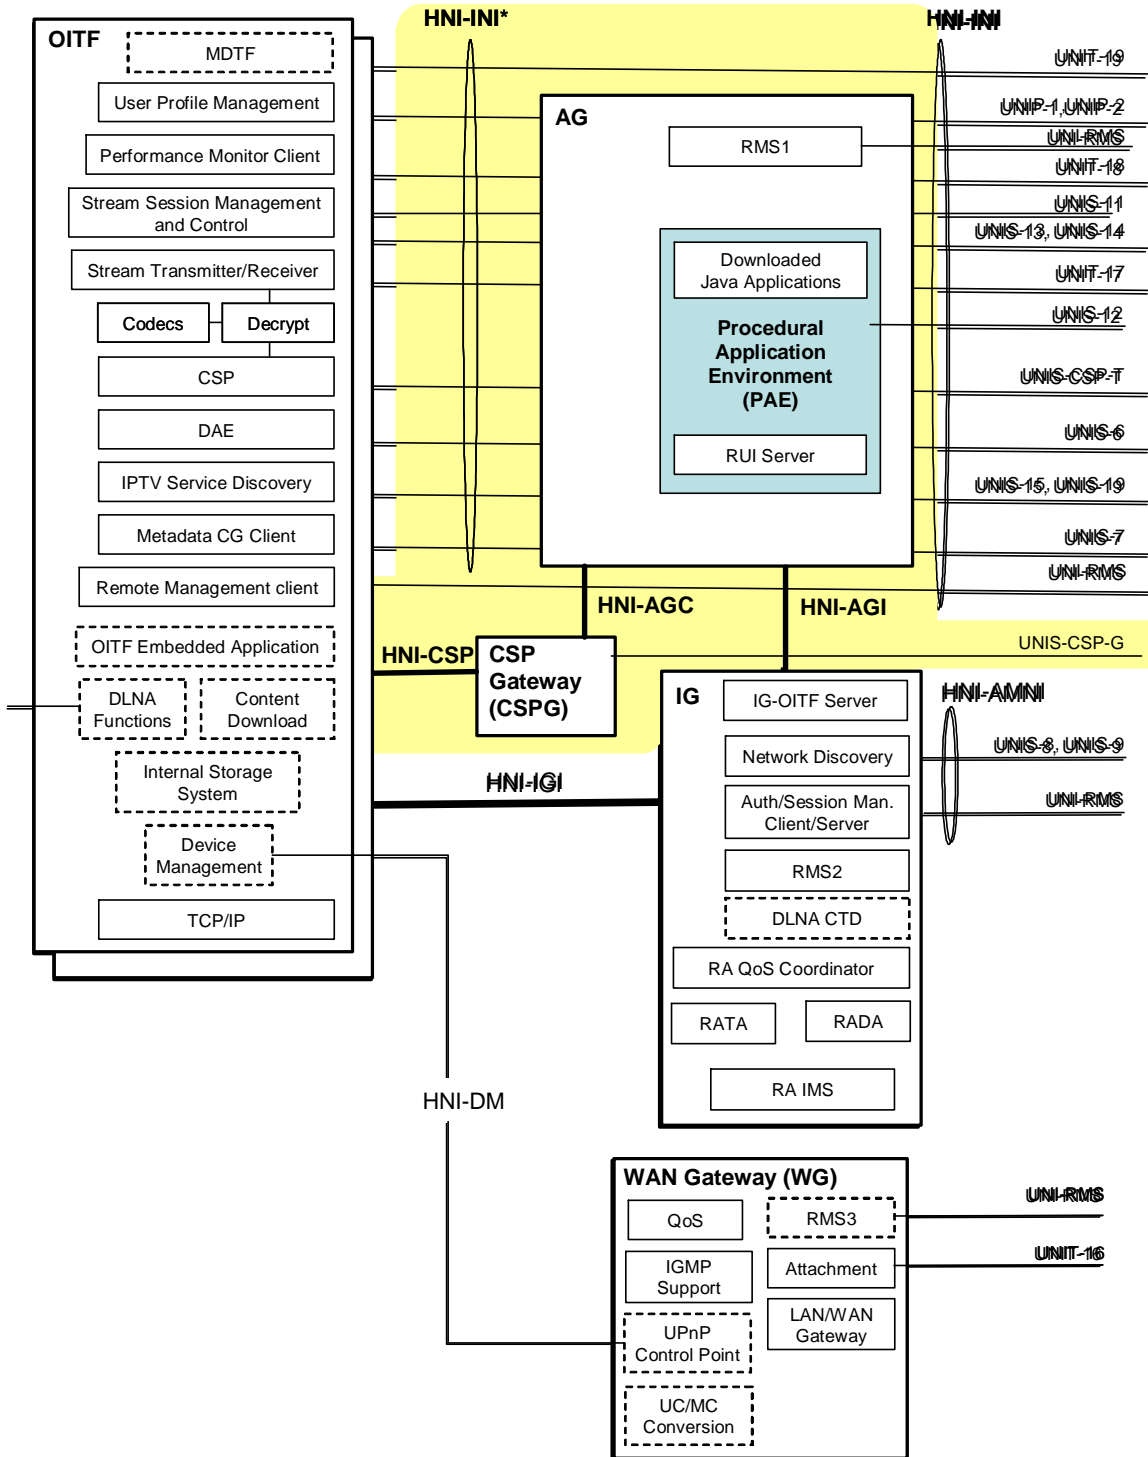 OITF
MDTF
User Profile Management
Performance Monitor Client
Stream Session Management
and Control
Stream Transmitter/Receiver
Codecs
Decrypt
CSP
DAE
IPTV Service Discovery
Metadata CG Client
Remote Management client
OITF Embedded Application
DLNA
Functions
Content
Download
Internal Storage
System
Device
Management
TCP/IP
HNI-INI*
HNI-INI
AG
RMS1
Downloaded
Java Applications
Procedural
Application
Environment
(PAE)
RUI Server
UNIT-19
UNIP-1,UNIP-2
UNI-RMS
UNIT-18
UNIS-11
UNIS-13, UNIS-14
UNIT-17
UNIS-12
UNIS-CSP-T
UNIS-6
UNIS-15, UNIS-19
UNIS-7
UNI-RMS
HNI-AGC
HNI-AGI
HNI-CSP
CSP
Gateway
(CSPG)
UNIS-CSP-G
IG
IG-OITF Server
Network Discovery
Auth/Session Man.
Client/Server
RMS2
DLNA CTD
RA QoS Coordinator
RATA
RADA
RA IMS
HNI-AMNI
UNIS-8, UNIS-9
UNI-RMS
HNI-IGI
HNI-DM
WAN Gateway (WG)
QoS
RMS3
IGMP
Support
Attachment
UPnP
Control Point
LAN/WAN
Gateway
UC/MC
Conversion
UNI-RMS
UNIT-16